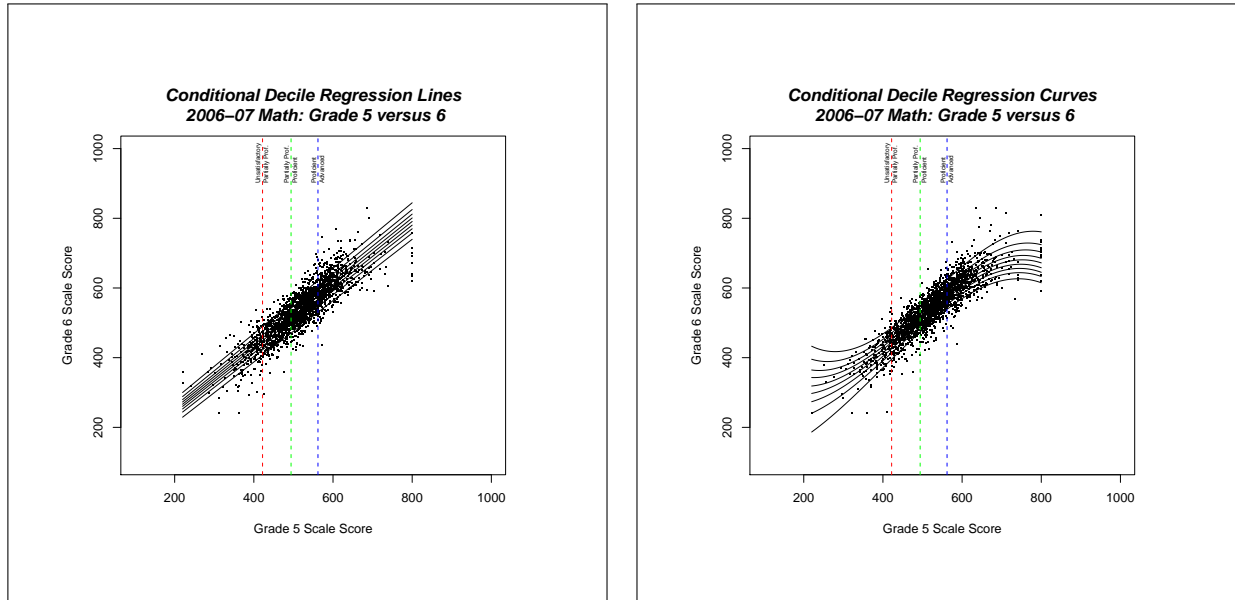 Conditional Decile Regression Lines
2006–07 Math: Grade 5 versus 6
Grade 6 Scale Score
1000
800
600
400
200
Unsatisfactory
Partially Prof.
Partially Prof.
Proficient
Proficient
Advanced
200 400 600 800 1000
Grade 5 Scale Score
Conditional Decile Regression Curves
2006–07 Math: Grade 5 versus 6
Grade 6 Scale Score
1000
800
600
400
200
Unsatisfactory
Partially Prof.
Partially Prof.
Proficient
Proficient
Advanced
200 400 600 800 1000
Grade 5 Scale Score